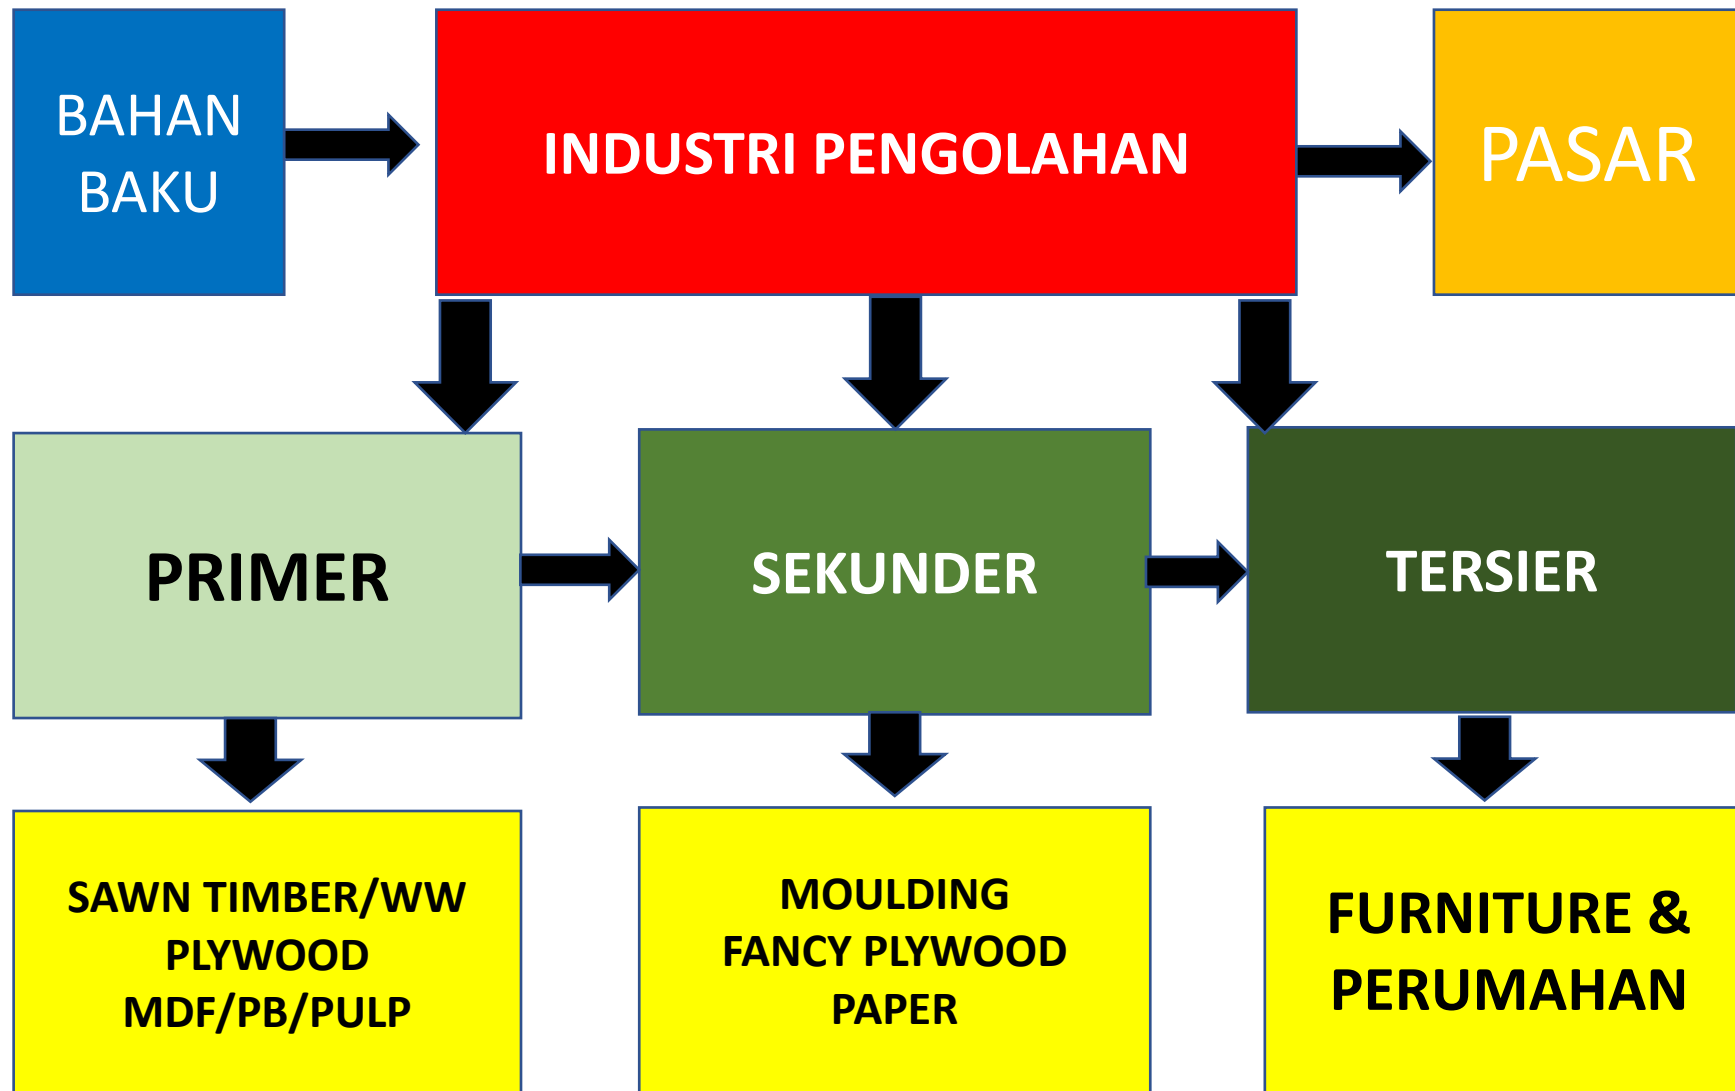 BAHAN
BAKU
INDUSTRI PENGOLAHAN
PASAR
PRIMER
SEKUNDER
TERSIER
SAWN TIMBER/WW
PLYWOOD
MDF/PB/PULP
MOULDING
FANCY PLYWOOD
PAPER
FURNITURE &
PERUMAHAN